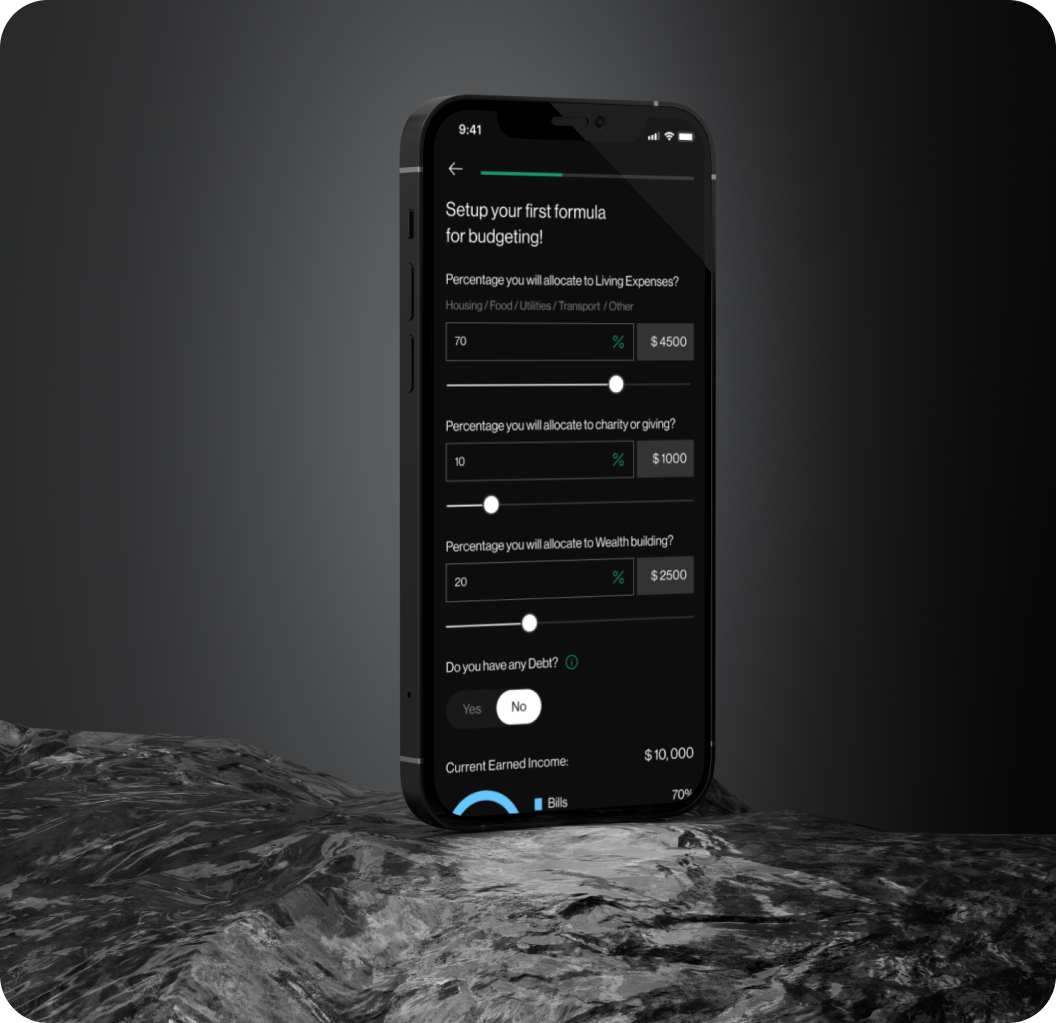 9:41
Setup your first formula
for budgeting!
Percentage you will allocate to Living Expenses?
Housing / Food / Utilities / Transport / Other
70 % $ 4500
Percentage you will allocate to charity or giving?
10 % $ 1000
Percentage you will allocate to Wealth building?
20 % $ 2500
Do you have any Debt?
Yes No
Current Earned Income: $ 10,000
Bills 70%